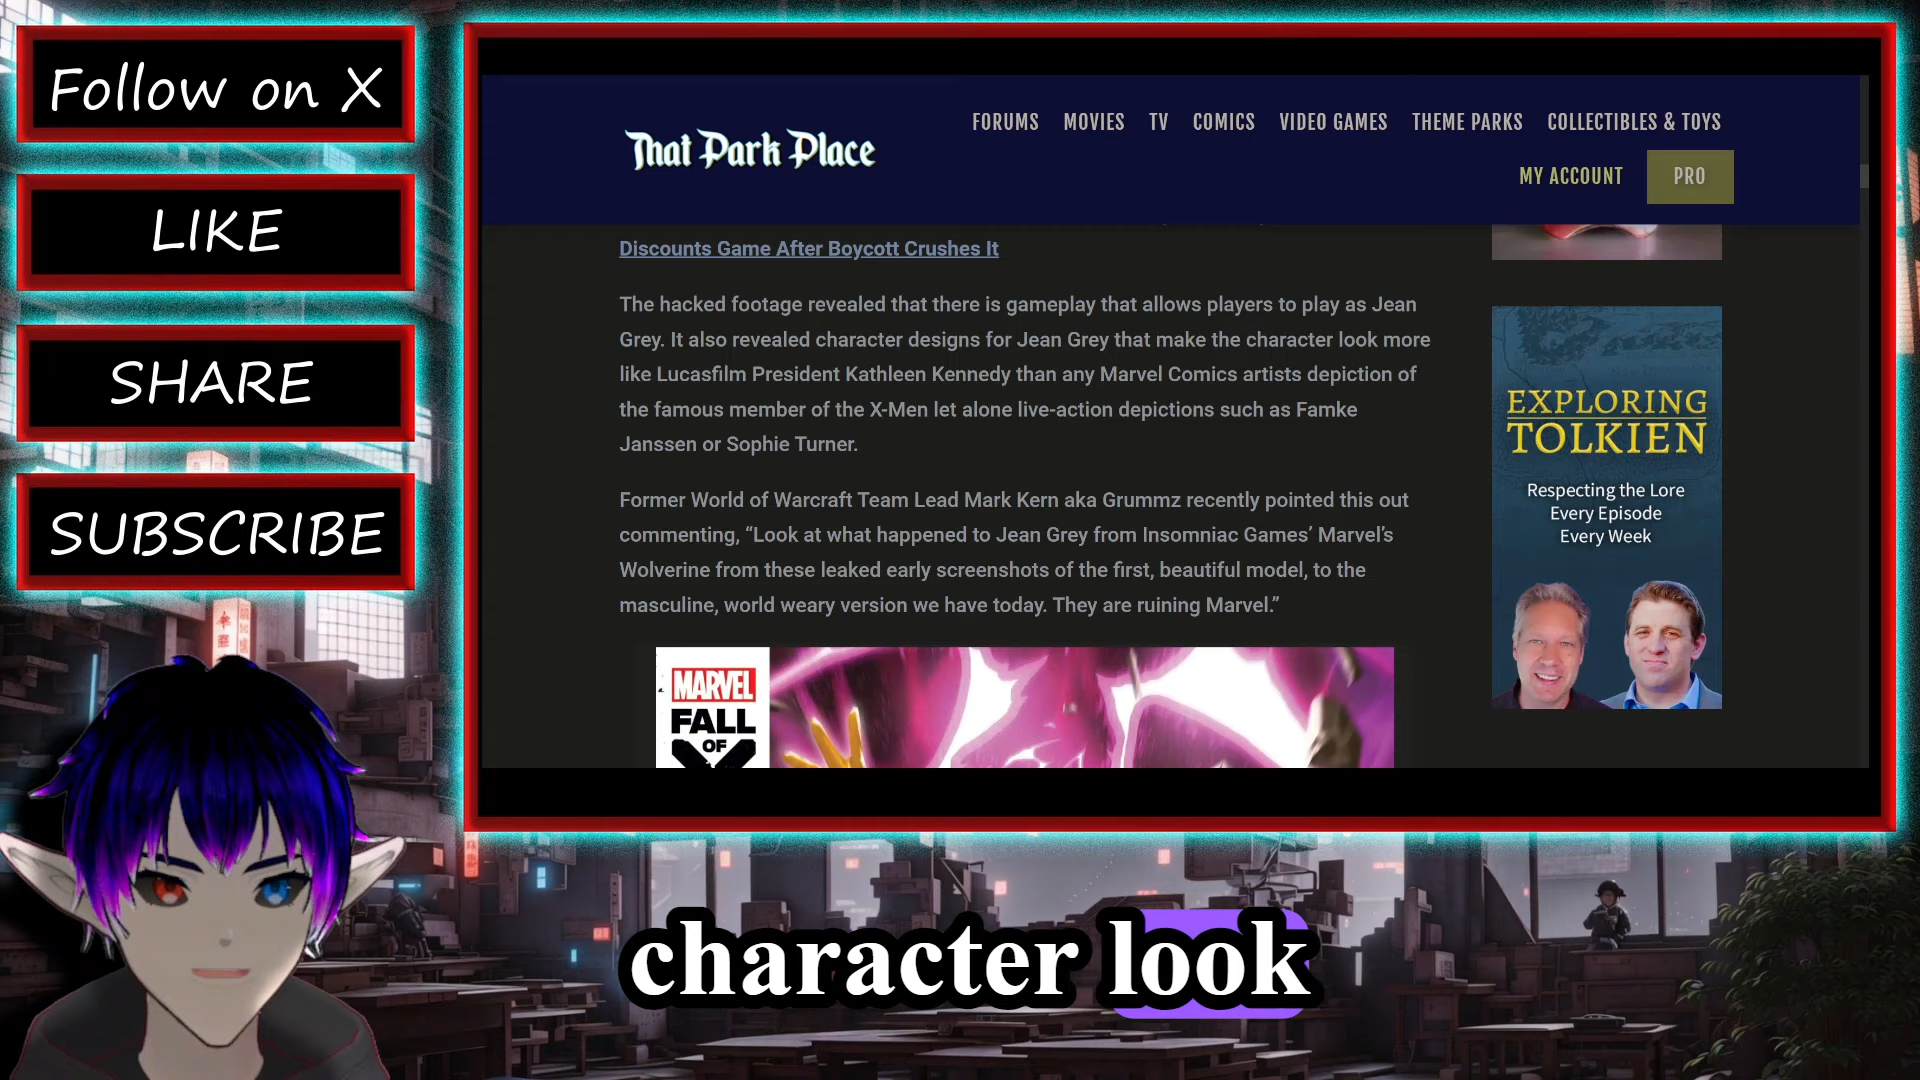 Follow on X
LIKE
SHARE
SUBSCRIBE
That Park Place
FORUMS MOVIES TV COMICS VIDEO GAMES THEME PARKS COLLECTIBLES & TOYS
MY ACCOUNT PRO
Discounts Game After Boycott Crushes It
The hacked footage revealed that there is gameplay that allows players to play as Jean
Grey. It also revealed character designs for Jean Grey that make the character look more
like Lucasfilm President Kathleen Kennedy than any Marvel Comics artists depiction of
the famous member of the X-Men let alone live-action depictions such as Famke
Janssen or Sophie Turner.
Former World of Warcraft Team Lead Mark Kern aka Grummz recently pointed this out
commenting, “Look at what happened to Jean Grey from Insomniac Games’ Marvel’s
Wolverine from these leaked early screenshots of the first, beautiful model, to the
masculine, world weary version we have today. They are ruining Marvel.”
MARVEL
FALL
OF
X
EXPLORING
TOLKIEN
Respecting the Lore
Every Episode
Every Week
character look